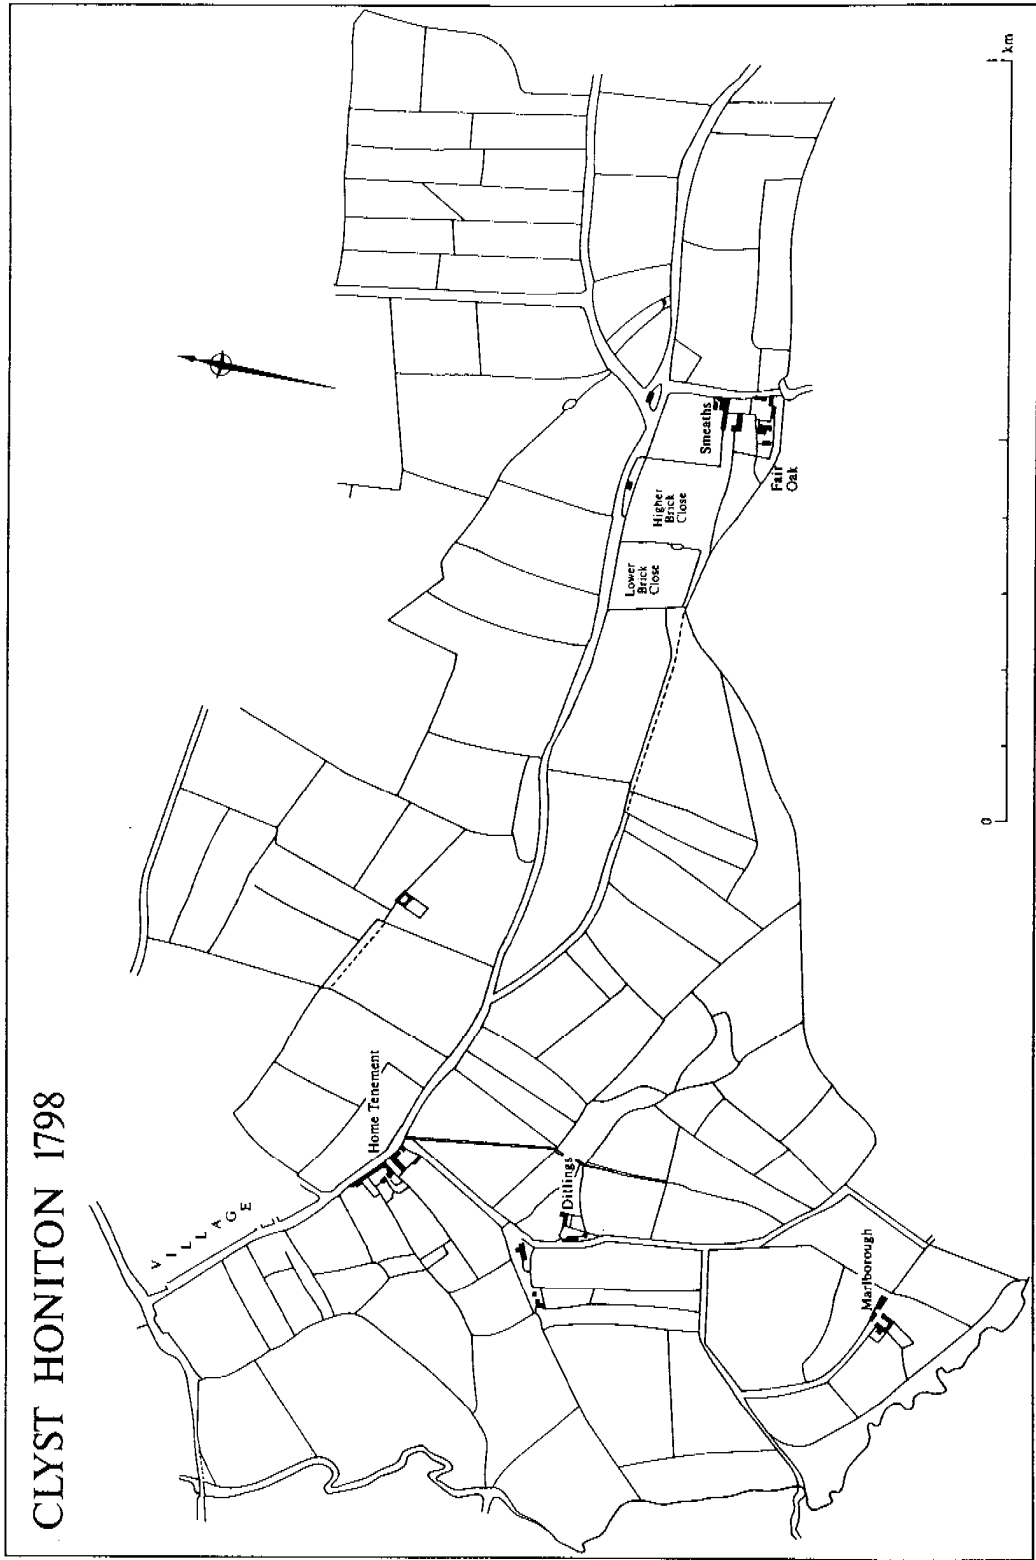 CLYST HONITON 1798
VILLAGE
Home Tenement
Ditlings
Marlborough
Lower
Brick
Close
Higher
Brick
Close
Smeaths
Fair
Oak
0
1
km